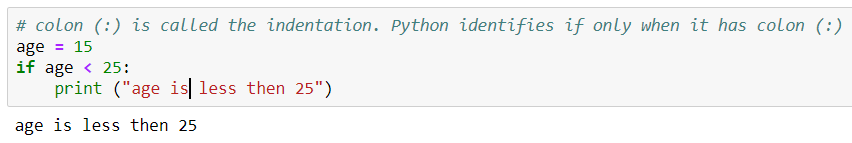 # colon (:) is called the indentation. Python identifies if only when it has colon (:)
age = 15
if age < 25:
    print ("age is less then 25")
age is less then 25